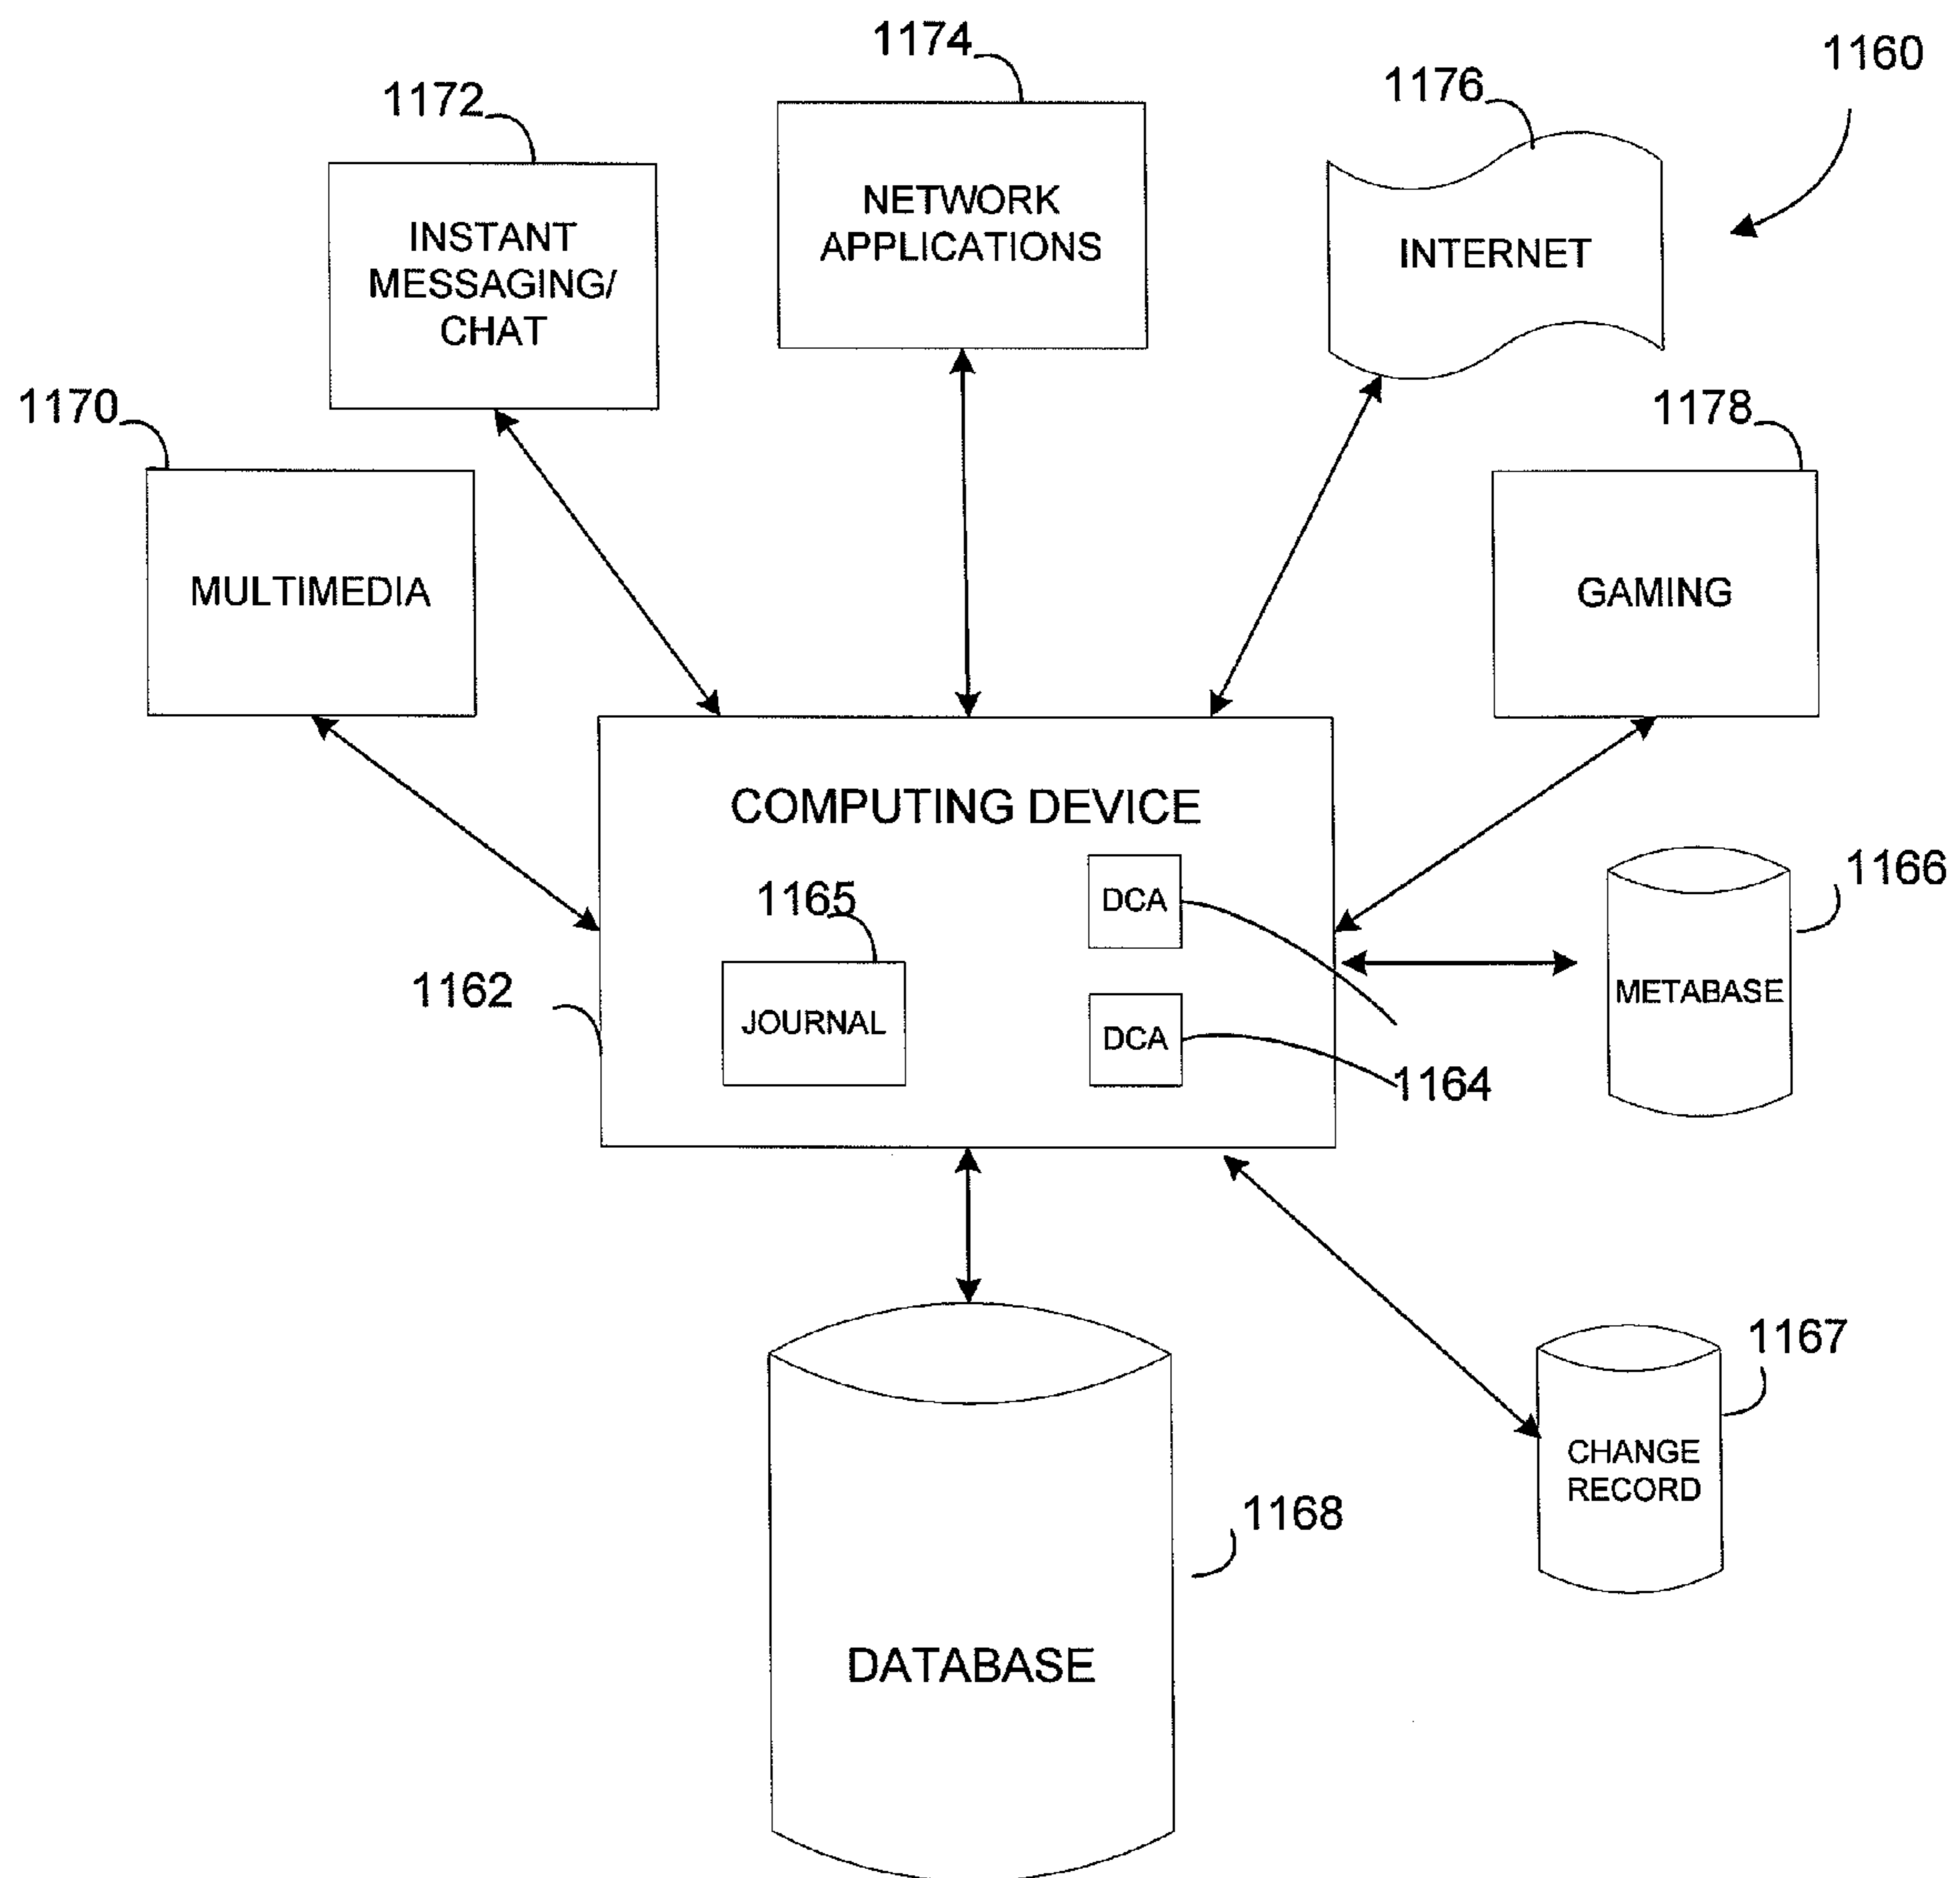 1174
1160
1176
1172
NETWORK
APPLICATIONS
INTERNET
INSTANT
MESSAGING/
CHAT
1170
1178
MULTIMEDIA
GAMING
COMPUTING DEVICE
1166
DCA
1165
METABASE
1162
JOURNAL
DCA
1164
1167
CHANGE
RECORD
1168
DATABASE